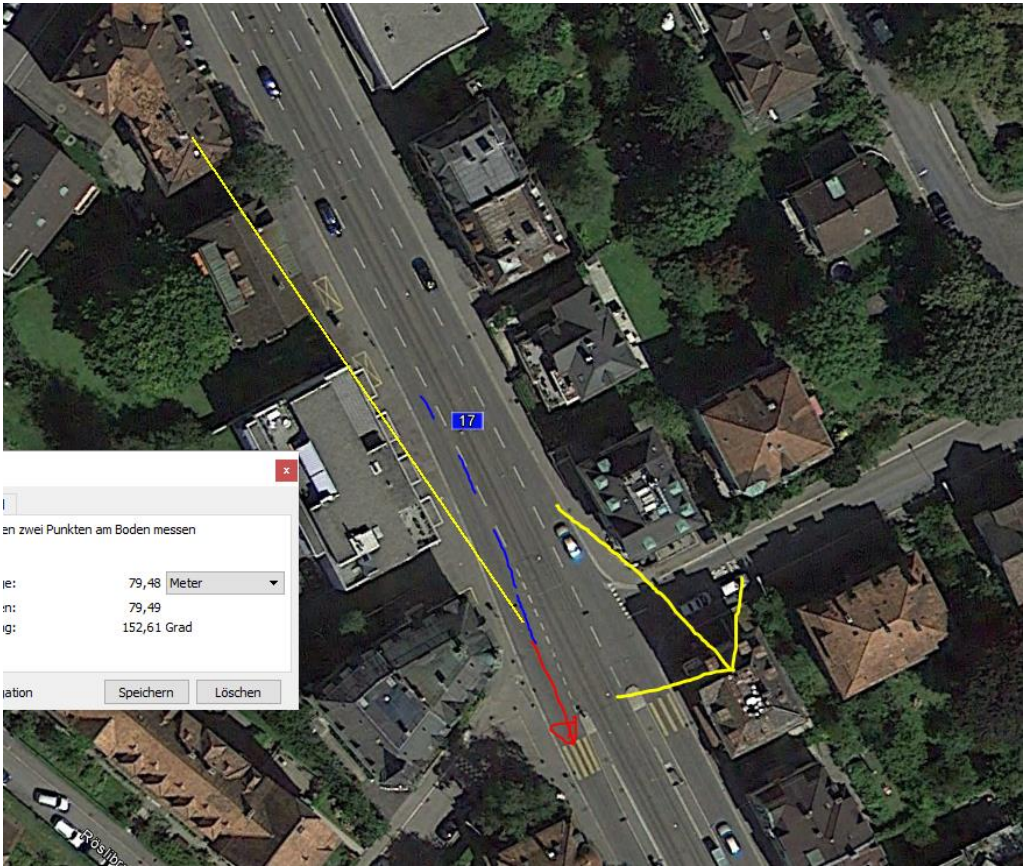 17
en zwei Punkten am Boden messen
ge: 79,48 Meter
en: 79,49
ng: 152,61 Grad
gation Speichern Löschen